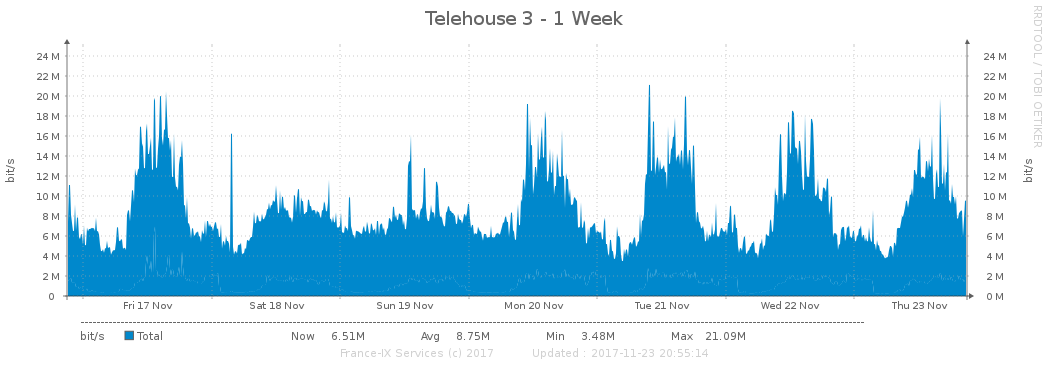 Telehouse 3 - 1 Week
RRDTOOL / TOBI OETIKER
bit/s
24 M 24 M
22 M 22 M
20 M 20 M
18 M 18 M
16 M 16 M
14 M 14 M
12 M 12 M
10 M 10 M
8 M 8 M
6 M 6 M
4 M 4 M
2 M 2 M
0 0 M
bit/s
Fri 17 Nov Sat 18 Nov Sun 19 Nov Mon 20 Nov Tue 21 Nov Wed 22 Nov Thu 23 Nov
bit/s Total Now 6.51M Avg 8.75M Min 3.48M Max 21.09M
France-IX Services (c) 2017 Updated : 2017-11-23 20:55:14